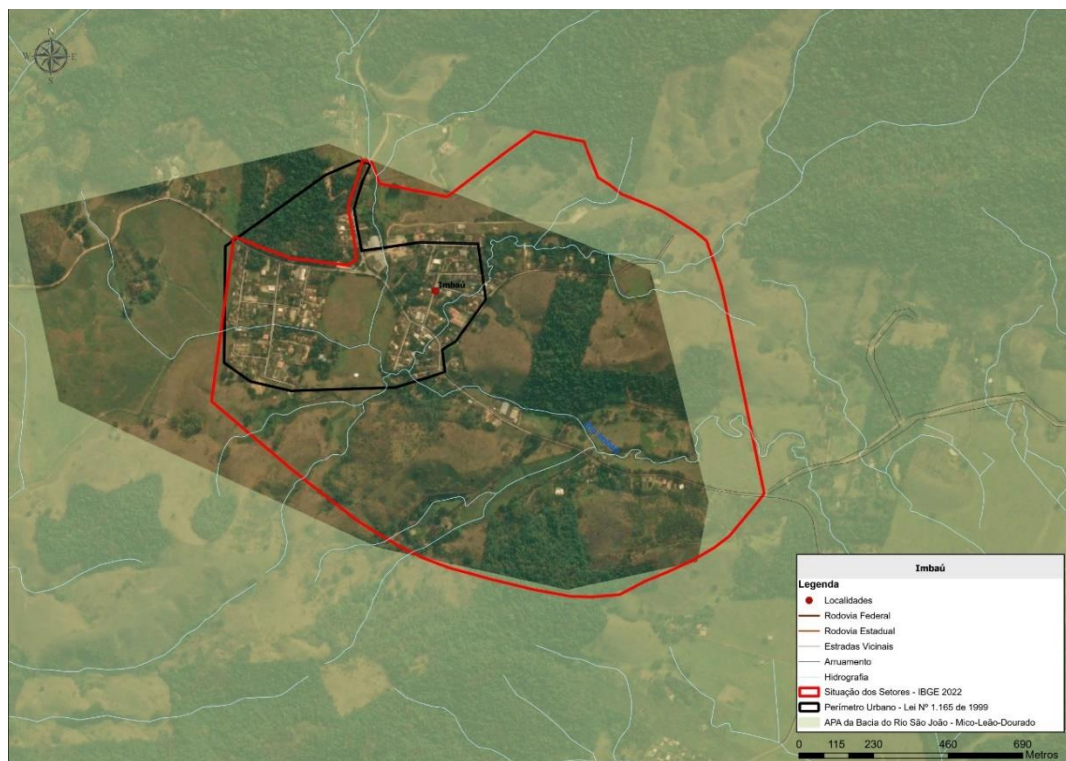 N
W E
S
Imbaú
Rio Imbaú
Imbaú
Legenda
Localidades
Rodovia Federal
Rodovia Estadual
Estradas Vicinais
Arruamento
Hidrografia
Situação dos Setores - IBGE 2022
Perímetro Urbano - Lei Nº 1.165 de 1999
APA da Bacia do Rio São João - Mico-Leão-Dourado
0 115 230 460 690
Metros